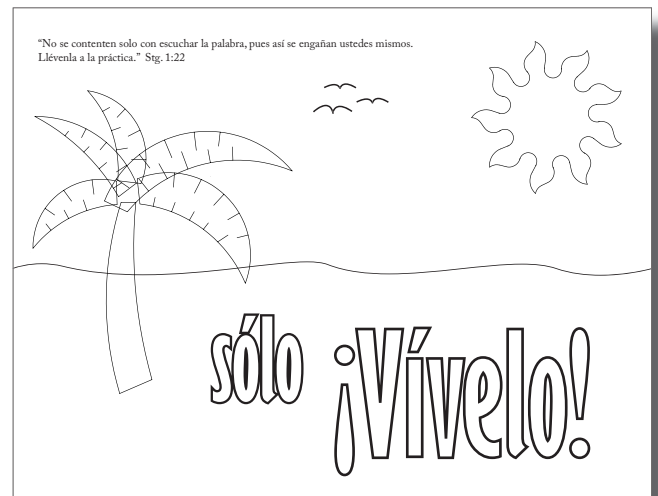 “No se contenten solo con escuchar la palabra, pues así se engañan ustedes mismos.
Llévenla a la práctica.” Stg. 1:22
sólo ¡Vívelo!